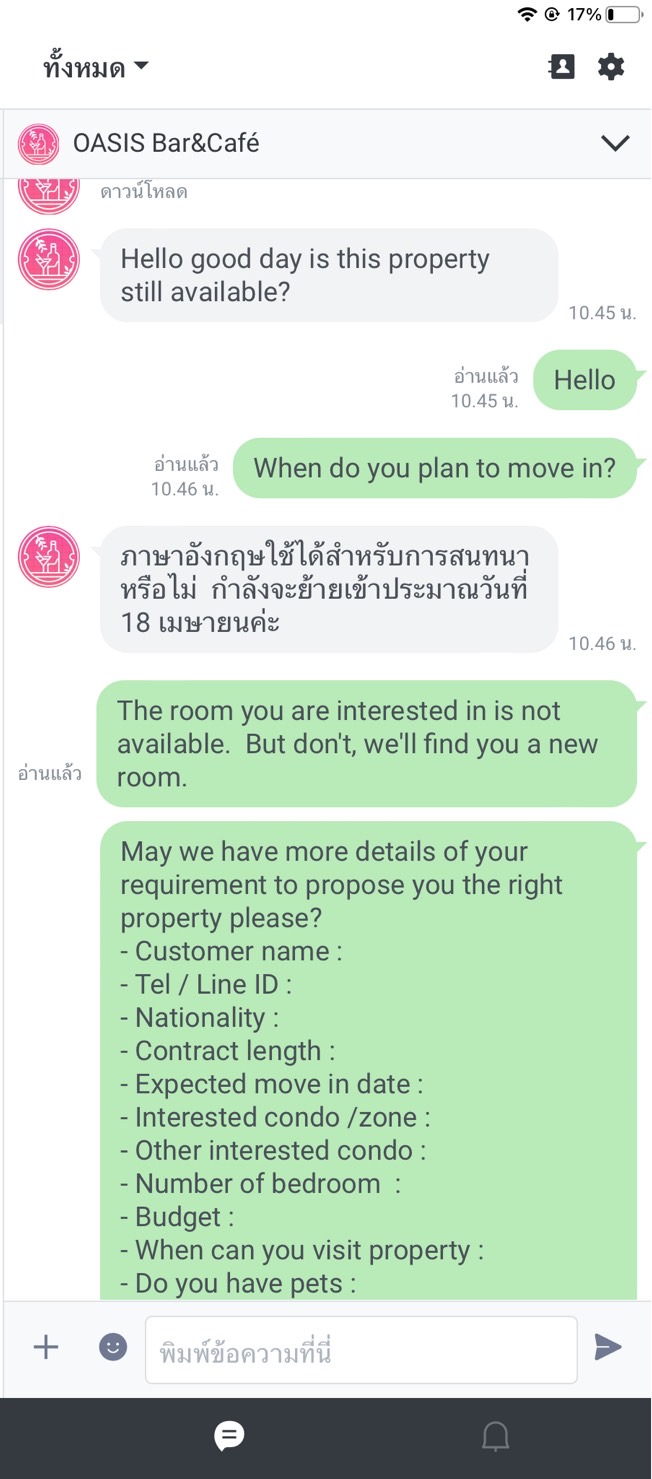 17%
ทั้งหมด
OASIS Bar&Café
ดาวน์โหลด
Hello good day is this property
still available?
10.45 น.
อ่านแล้ว
10.45 น.
Hello
อ่านแล้ว
10.46 น.
When do you plan to move in?
ภาษาอังกฤษใช้ได้สำหรับการสนทนา
หรือไม่ กำลังจะย้ายเข้าประมาณวันที่
18 เมษายนค่ะ
10.46 น.
The room you are interested in is not
available. But don't, we'll find you a new
room.
อ่านแล้ว
May we have more details of your
requirement to propose you the right
property please?
- Customer name :
- Tel / Line ID :
- Nationality :
- Contract length :
- Expected move in date :
- Interested condo /zone :
- Other interested condo :
- Number of bedroom  :
- Budget :
- When can you visit property :
- Do you have pets :
พิมพ์ข้อความที่นี่